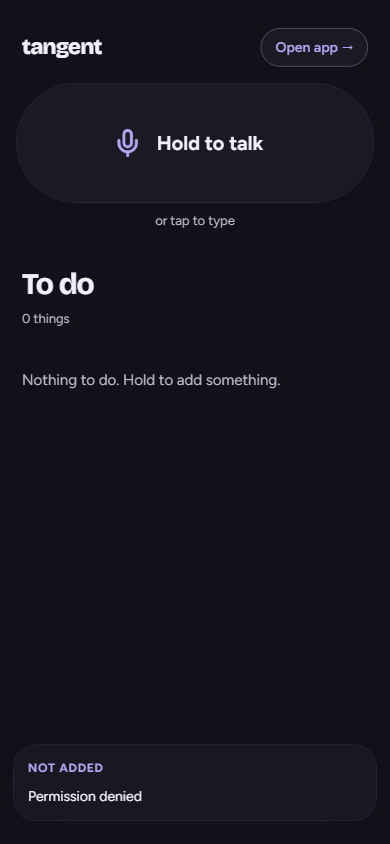 tangent
Open app →
Hold to talk
or tap to type
To do
0 things
Nothing to do. Hold to add something.
NOT ADDED
Permission denied